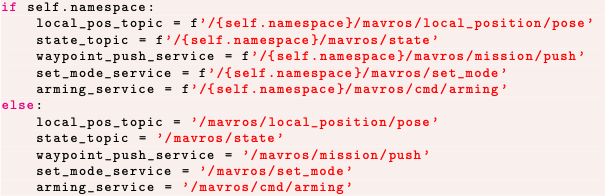 if self.namespace:
    local_pos_topic = f'/{self.namespace}/mavros/local_position/pose'
    state_topic = f'/{self.namespace}/mavros/state'
    waypoint_push_service = f'/{self.namespace}/mavros/mission/push'
    set_mode_service = f'/{self.namespace}/mavros/set_mode'
    arming_service = f'/{self.namespace}/mavros/cmd/arming'
else:
    local_pos_topic = '/mavros/local_position/pose'
    state_topic = '/mavros/state'
    waypoint_push_service = '/mavros/mission/push'
    set_mode_service = '/mavros/set_mode'
    arming_service = '/mavros/cmd/arming'